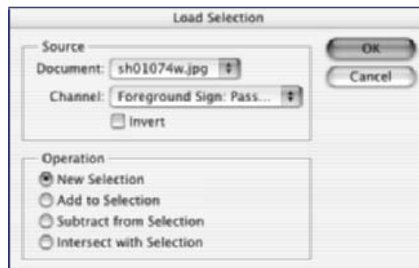 Load Selection
Source
Document: sh01074w.jpg
Channel: Foreground Sign: Pass...
Invert
OK
Cancel
Operation
New Selection
Add to Selection
Subtract from Selection
Intersect with Selection